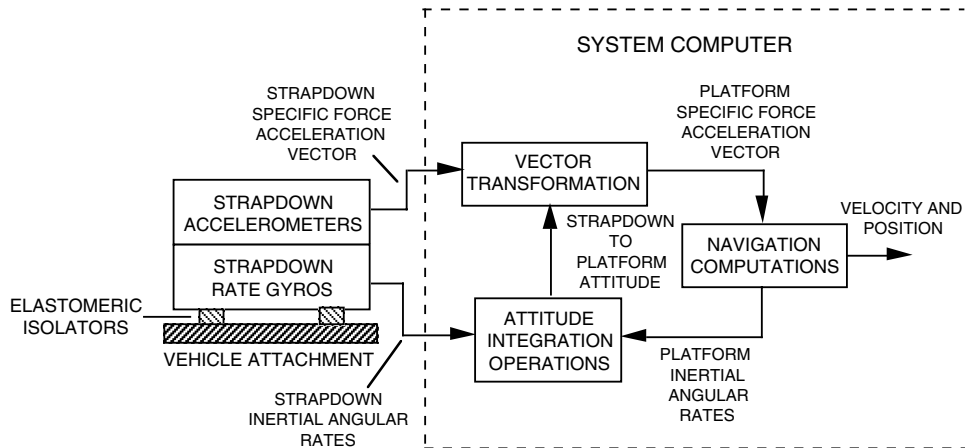 SYSTEM COMPUTER
STRAPDOWN
SPECIFIC FORCE
ACCELERATION
VECTOR
PLATFORM
SPECIFIC FORCE
ACCELERATION
VECTOR
VECTOR
TRANSFORMATION
STRAPDOWN
ACCELEROMETERS
STRAPDOWN
RATE GYROS
STRAPDOWN
TO
PLATFORM
ATTITUDE
NAVIGATION
COMPUTATIONS
VELOCITY AND
POSITION
ELASTOMERIC
ISOLATORS
VEHICLE ATTACHMENT
ATTITUDE
INTEGRATION
OPERATIONS
STRAPDOWN
INERTIAL ANGULAR
RATES
PLATFORM
INERTIAL
ANGULAR
RATES